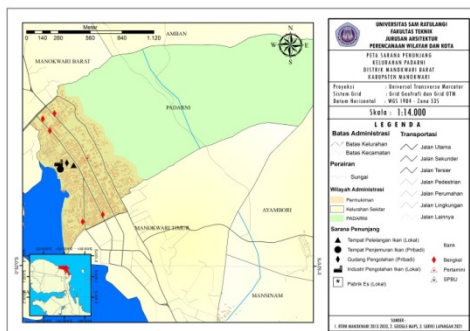 Meter
0 140 280 560 840 1.120
AMBAN
MANOKWARI BARAT
PADARNI
AYAMBORI
MANOKWARI TIMUR
MANSINAM
UNIVERSITAS SAM RATULANGI
FAKULTAS TEKNIK
JURUSAN ARSITEKTUR
PERENCANAAN WILAYAH DAN KOTA
PETA SARANA PENUNJANG
KELURAHAN PADARNI
DISTRIK MANOKWARI BARAT
KABUPATEN MANOKWARI
Proyeksi : Universal Transverse Mercator
Sistem Grid : Grid Geografi dan Grid UTM
Datum Horizontal : WGS 1984 - Zona 53S
Skala : 1:14.000
LEGENDA
Batas Administrasi
Batas Kelurahan
Batas Kecamatan
Perairan
Sungai
Wilayah Administrasi
Permukiman
Kelurahan Sekitar
PADARNI
Transportasi
Jalan Utama
Jalan Sekunder
Jalan Tersier
Jalan Pedestrian
Jalan Perumahan
Jalan Lingkungan
Jalan Lainnya
Sarana Penunjang
Tempat Pelelangan Ikan (Lokal)
Tempat Penjemuran Ikan (Lokal)
Gudang Pengolahan (Pribadi)
Industri Pengolahan Ikan (Lokal)
Pabrik Es (Lokal)
Bank
Bengkel
Pertamini
SPBU
SUMBER :